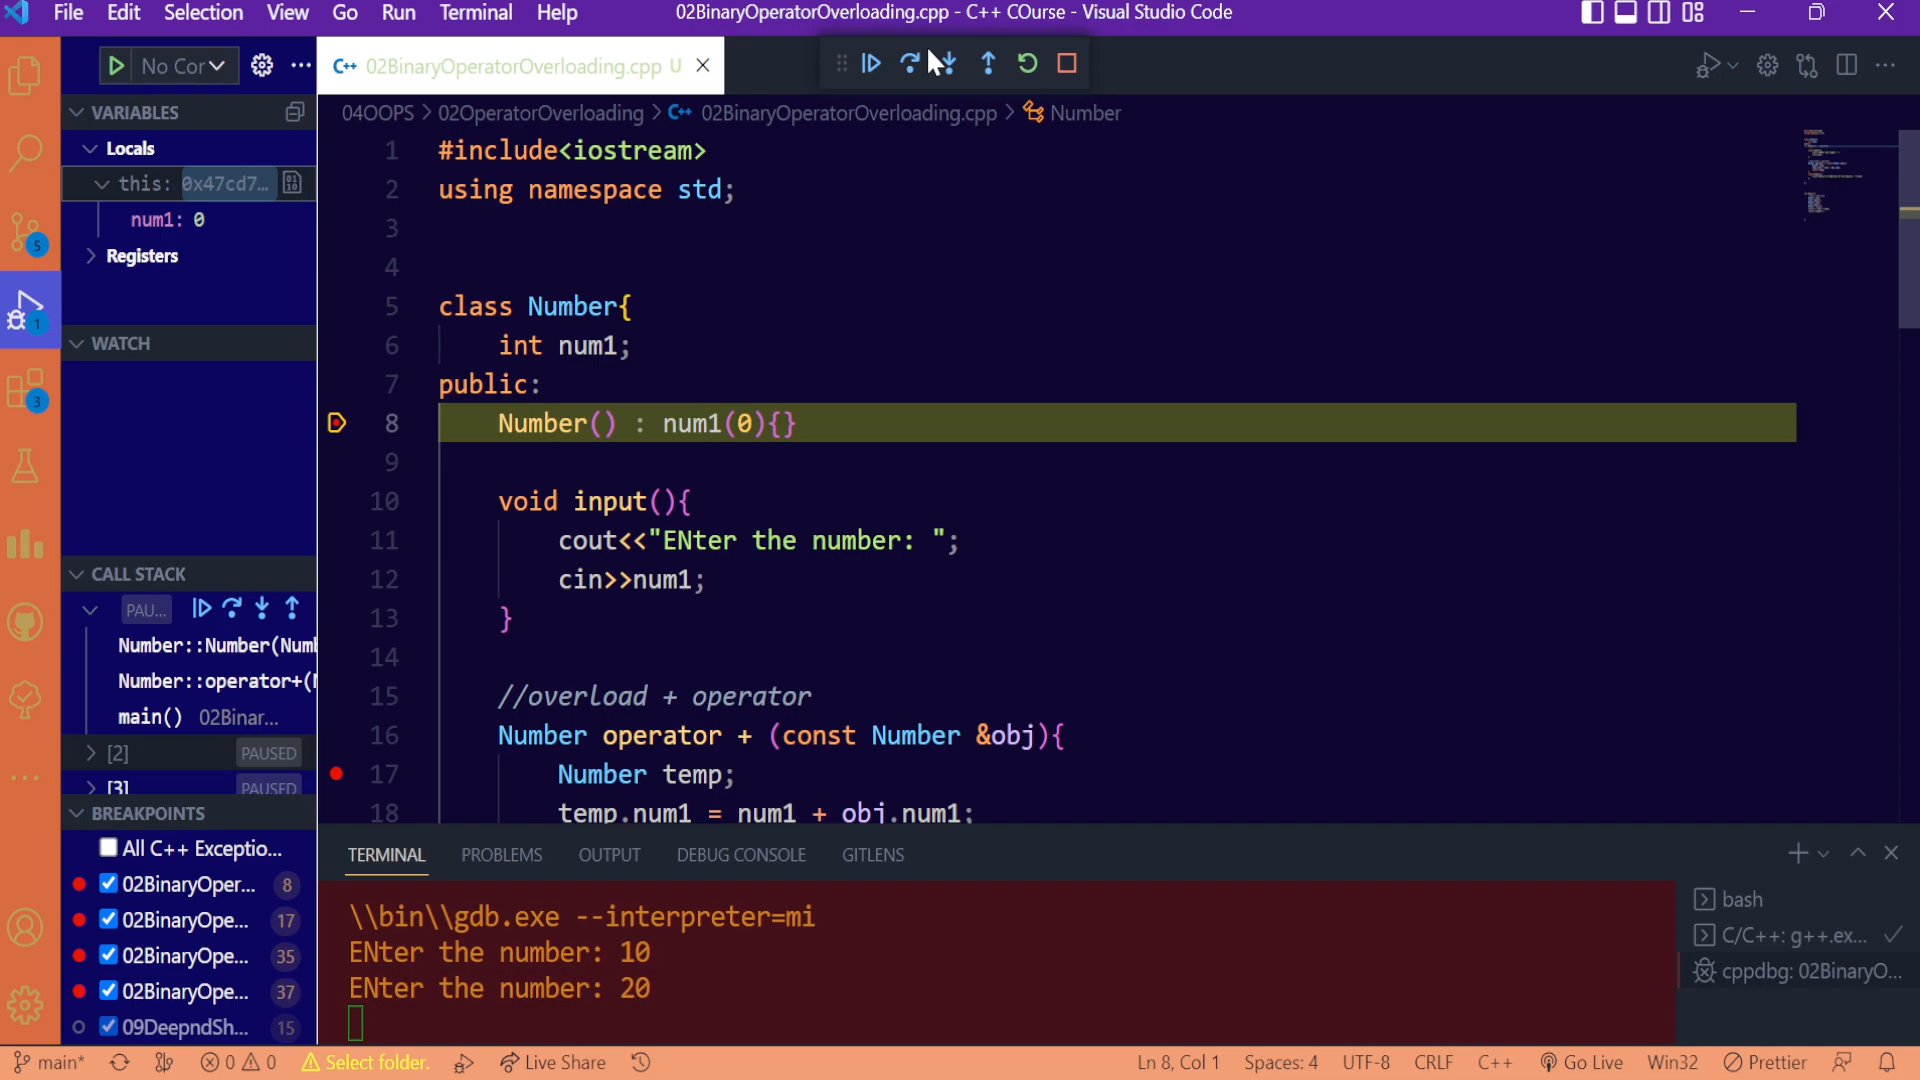 File Edit Selection View Go Run Terminal Help 02BinaryOperatorOverloading.cpp - C++ COurse - Visual Studio Code
No Cor
C++ 02BinaryOperatorOverloading.cpp U
VARIABLES
04OOPS > 02OperatorOverloading > C++ 02BinaryOperatorOverloading.cpp > Number
Locals
this: 0x47cd7...
num1: 0
Registers
WATCH
CALL STACK
PAU...
Number::Number(Numb
Number::operator+(
main() 02Binar...
[2] PAUSED
[3] PAUSED
BREAKPOINTS
All C++ Exceptio...
02BinaryOper... 8
02BinaryOpe... 17
02BinaryOpe... 35
02BinaryOpe... 37
09DeepndSh... 15
5
1
3
1 #include<iostream>
2 using namespace std;
3
4
5 class Number{
6 int num1;
7 public:
8 Number() : num1(0){}
9
10 void input(){
11 cout<<"ENter the number: ";
12 cin>>num1;
13 }
14
15 //overload + operator
16 Number operator + (const Number &obj){
17 Number temp;
18 temp.num1 = num1 + obj.num1;
TERMINAL PROBLEMS OUTPUT DEBUG CONSOLE GITLENS
\\bin\\gdb.exe --interpreter=mi
ENter the number: 10
ENter the number: 20
bash
C/C++: g++.ex...
cppdbg: 02BinaryO...
main* 0 0 Select folder. Live Share Ln 8, Col 1 Spaces: 4 UTF-8 CRLF C++ Go Live Win32 Prettier